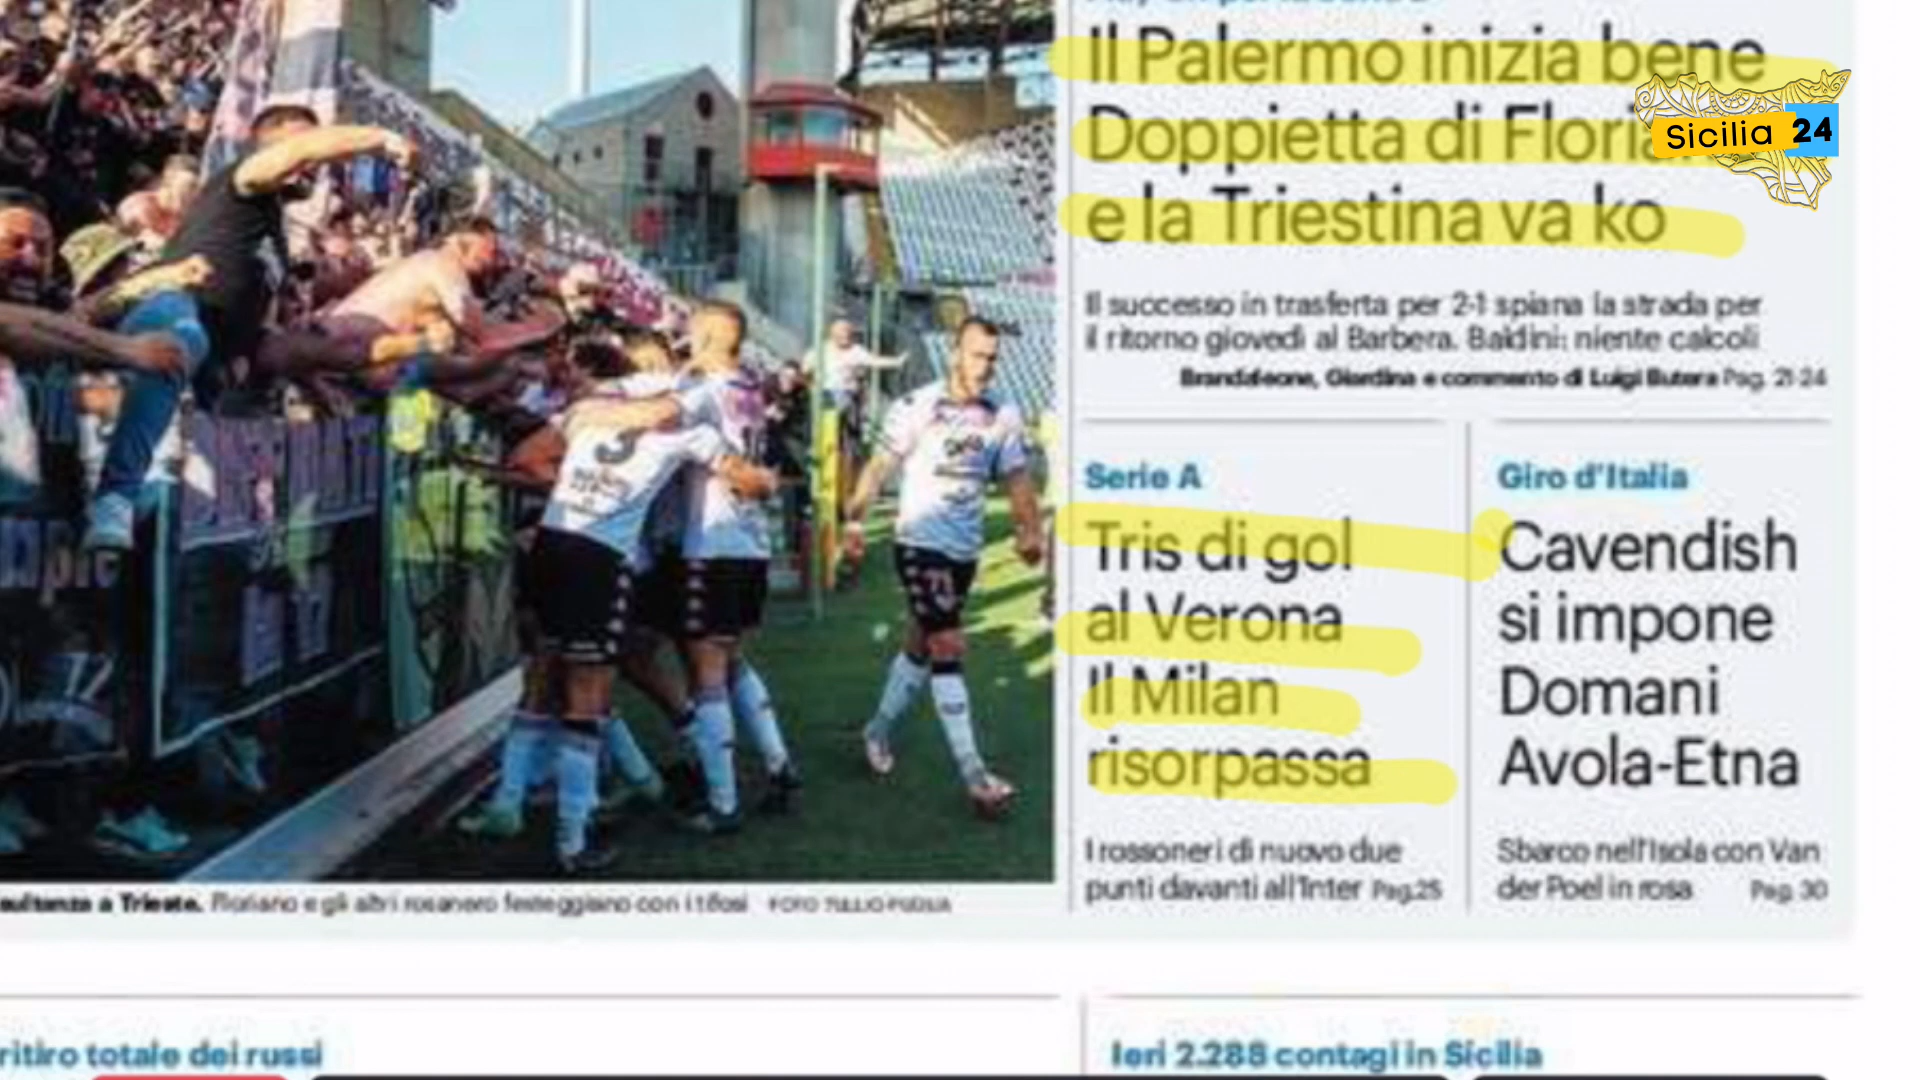 Il Palermo inizia bene
Doppietta di Floria
e la Triestina va ko
Sicilia 24
Il successo in trasferta per 2-1 spiana la strada per
il ritorno giovedì al Barbera. Baldini: niente calcoli
Brandaleone, Giardina e commento di Luigi Butera Pag. 21-24
Serie A
Tris di gol
al Verona
Il Milan
risorpassa
I rossoneri di nuovo due
punti davanti all'Inter Pag. 25
Giro d'Italia
Cavendish
si impone
Domani
Avola-Etna
Sbarco nell'Isola con Van
der Poel in rosa Pag. 30
a Trieste. Floriano e gli altri rosanero festeggiano con i tifosi FOTO TULLIO PUGLIA
ritiro totale dei russi
Ieri 2.288 contagi in Sicilia